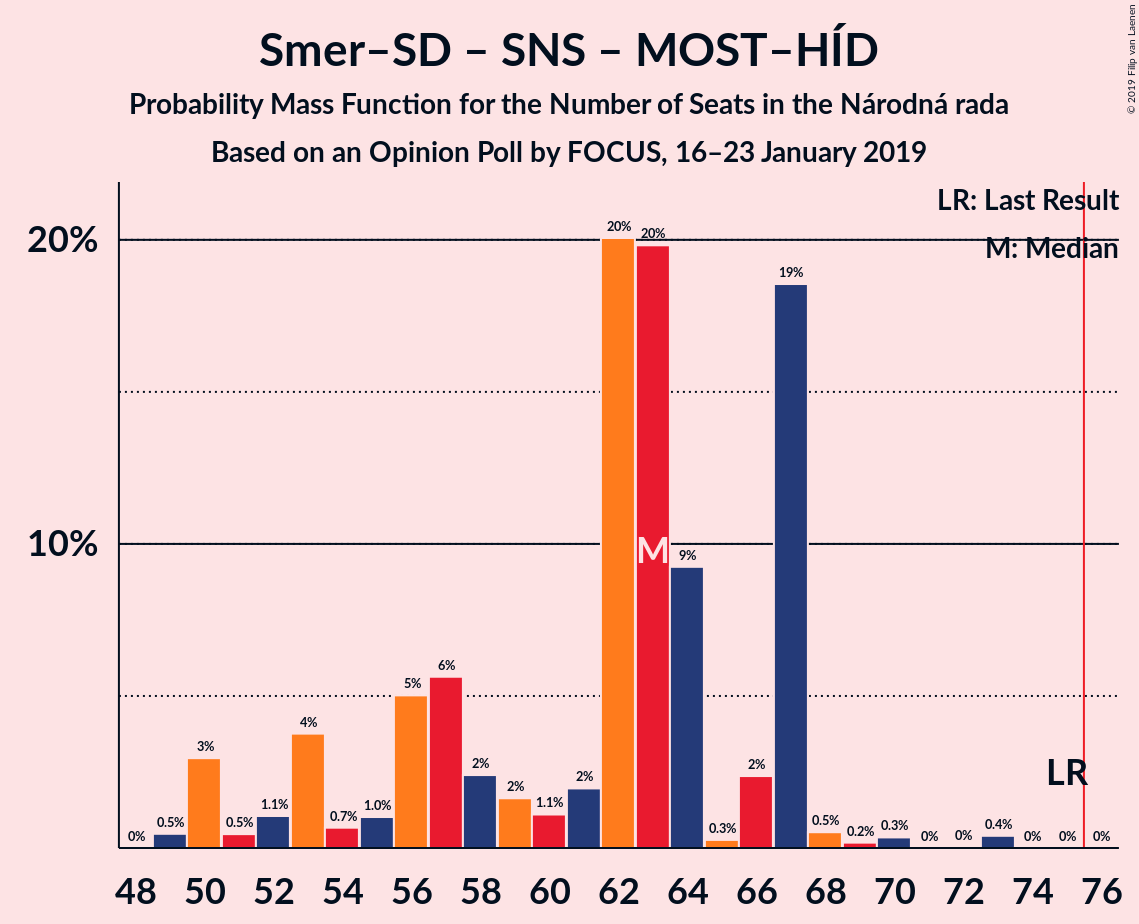 Smer–SD – SNS – MOST–HÍD
Probability Mass Function for the Number of Seats in the Národná rada
Based on an Opinion Poll by FOCUS, 16–23 January 2019
© 2019 Filip van Laenen
LR: Last Result
M: Median
20%
10%
0% 0.5% 3% 0.5% 1.1% 4% 0.7% 1.0% 5% 6% 2% 2% 1.1% 2% 20% 20% 9% 0.3% 2% 19% 0.5% 0.2% 0.3% 0% 0% 0.4% 0% 0% 0%
M
LR
48 50 52 54 56 58 60 62 64 66 68 70 72 74 76